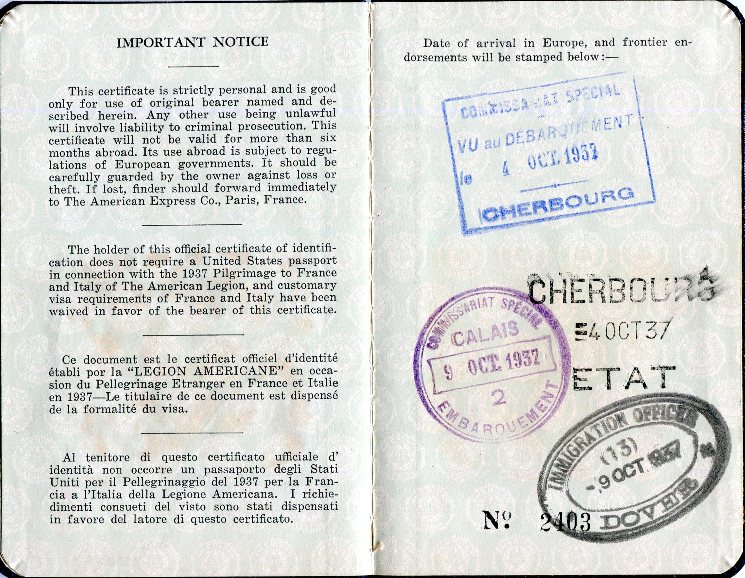 IMPORTANT NOTICE
This certificate is strictly personal and is good
only for use of original bearer named and de-
scribed herein. Any other use being unlawful
will involve liability to criminal prosecution. This
certificate will not be valid for more than six
months abroad. Its use abroad is subject to regu-
lations of European governments. It should be
carefully guarded by the owner against loss or
theft. If lost, finder should forward immediately
to The American Express Co., Paris, France.
The holder of this official certificate of identifi-
cation does not require a United States passport
in connection with the 1937 Pilgrimage to France
and Italy of The American Legion, and customary
visa requirements of France and Italy have been
waived in favor of the bearer of this certificate.
Ce document est le certificat officiel d'identité
établi por la "LEGION AMERICANE" en occa-
sion du Pellegrinage Etranger en France et Italie
en 1937—Le titulaire de ce document est dispensé
de la formalité du visa.
Al tenitore di questo certificato ufficiale d'
identità non occorre un passaporto degli Stati
Uniti per il Pellegrinaggio del 1937 per la Fran-
cia a l'Italia della Legione Americana. I richie-
dimenti consueti del visto sono stati dispensati
in favore del latore di questo certificato.
Date of arrival in Europe, and frontier en-
dorsements will be stamped below:—
COMMISSARIAT SPECIAL
VU au DÉBARQUEMENT
le 4 OCT. 1937
CHERBOURG
CHERBOURG
4 OCT 37
ETAT
COMMISSARIAT SPECIAL
CALAIS
9 OCT. 1937
2
EMBARQUEMENT
IMMIGRATION OFFICER
(13)
-9 OCT 1937
DOVER
No. 2403